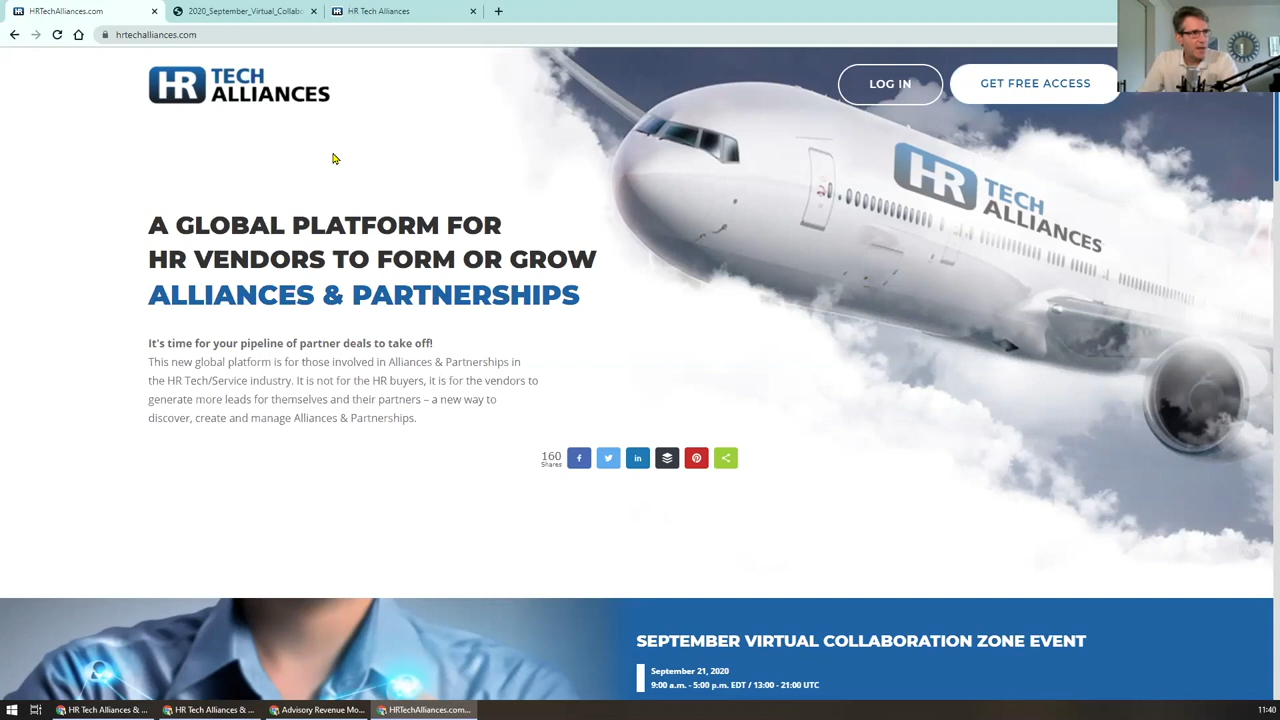 HRTechAlliances.com
2020_September_Virtual_Collabo
HR Tech Alliances
hrtechalliances.com
HR TECH ALLIANCES
LOG IN
GET FREE ACCESS
HR TECH ALLIANCES
A GLOBAL PLATFORM FOR
HR VENDORS TO FORM OR GROW
ALLIANCES & PARTNERSHIPS
It's time for your pipeline of partner deals to take off!
This new global platform is for those involved in Alliances & Partnerships in
the HR Tech/Service industry. It is not for the HR buyers, it is for the vendors to
generate more leads for themselves and their partners – a new way to
discover, create and manage Alliances & Partnerships.
160
Shares
SEPTEMBER VIRTUAL COLLABORATION ZONE EVENT
September 21, 2020
9:00 a.m. - 5:00 p.m. EDT / 13:00 - 21:00 UTC
HR Tech Alliances & ...
HR Tech Alliances & ...
Advisory Revenue Mo...
HRTechAlliances.com...
11:40